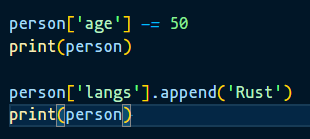 person['age'] -= 50
print(person)

person['langs'].append('Rust')
print(person)